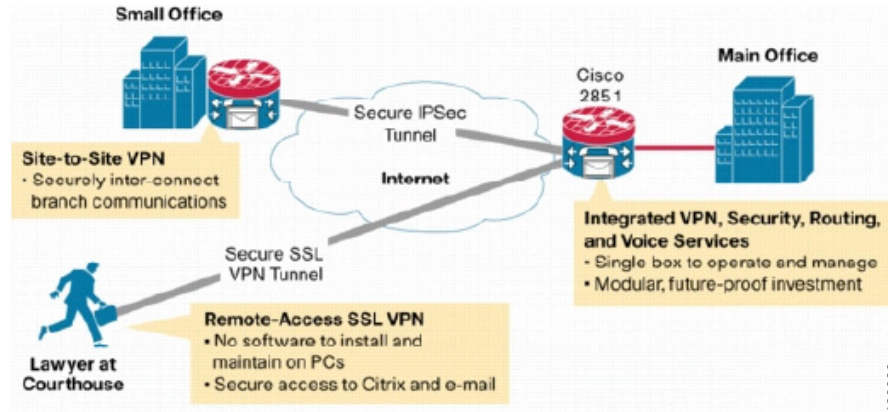 Small Office
Main Office
Cisco
2851
Secure IPSec
Tunnel
Internet
Site-to-Site VPN
- Securely inter-connect
branch communications
Integrated VPN, Security, Routing,
and Voice Services
- Single box to operate and manage
• Modular, future-proof investment
Secure SSL
VPN Tunnel
Remote-Access SSL VPN
• No software to install and
maintain on PCs
• Secure access to Citrix and e-mail
Lawyer at
Courthouse